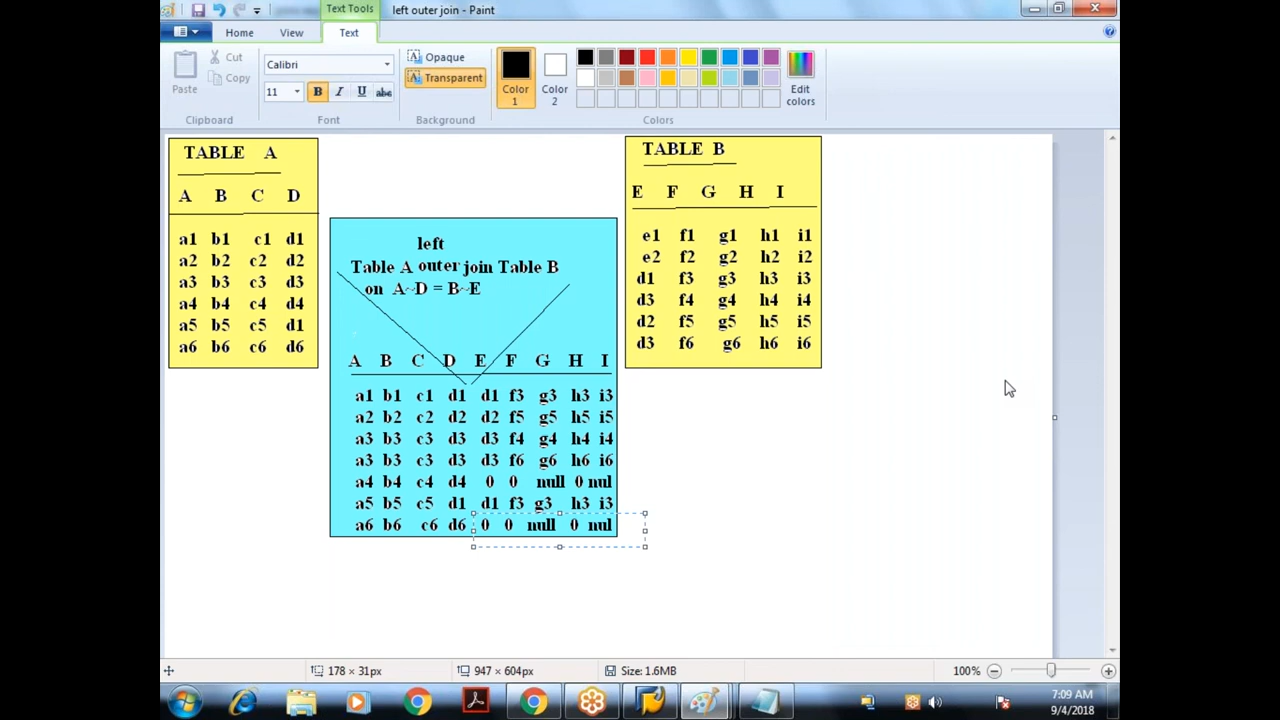 Text Tools
left outer join - Paint
Home View Text
Paste
Cut
Copy
Clipboard
Calibri
11 B I U abc
Font
Opaque
Transparent
Background
Color 1
Color 2
Edit colors
Colors
TABLE A
A B C D
a1 b1 c1 d1
a2 b2 c2 d2
a3 b3 c3 d3
a4 b4 c4 d4
a5 b5 c5 d1
a6 b6 c6 d6
left
Table A outer join Table B
on A~D = B~E
A B C D E F G H I
a1 b1 c1 d1 d1 f3 g3 h3 i3
a2 b2 c2 d2 d2 f5 g5 h5 i5
a3 b3 c3 d3 d3 f4 g4 h4 i4
a3 b3 c3 d3 d3 f6 g6 h6 i6
a4 b4 c4 d4 0 0 null 0 nul
a5 b5 c5 d1 d1 f3 g3 h3 i3
a6 b6 c6 d6 0 0 null 0 nul
TABLE B
E F G H I
e1 f1 g1 h1 i1
e2 f2 g2 h2 i2
d1 f3 g3 h3 i3
d3 f4 g4 h4 i4
d2 f5 g5 h5 i5
d3 f6 g6 h6 i6
178 × 31px
947 × 604px
Size: 1.6MB
100%
7:09 AM
9/4/2018